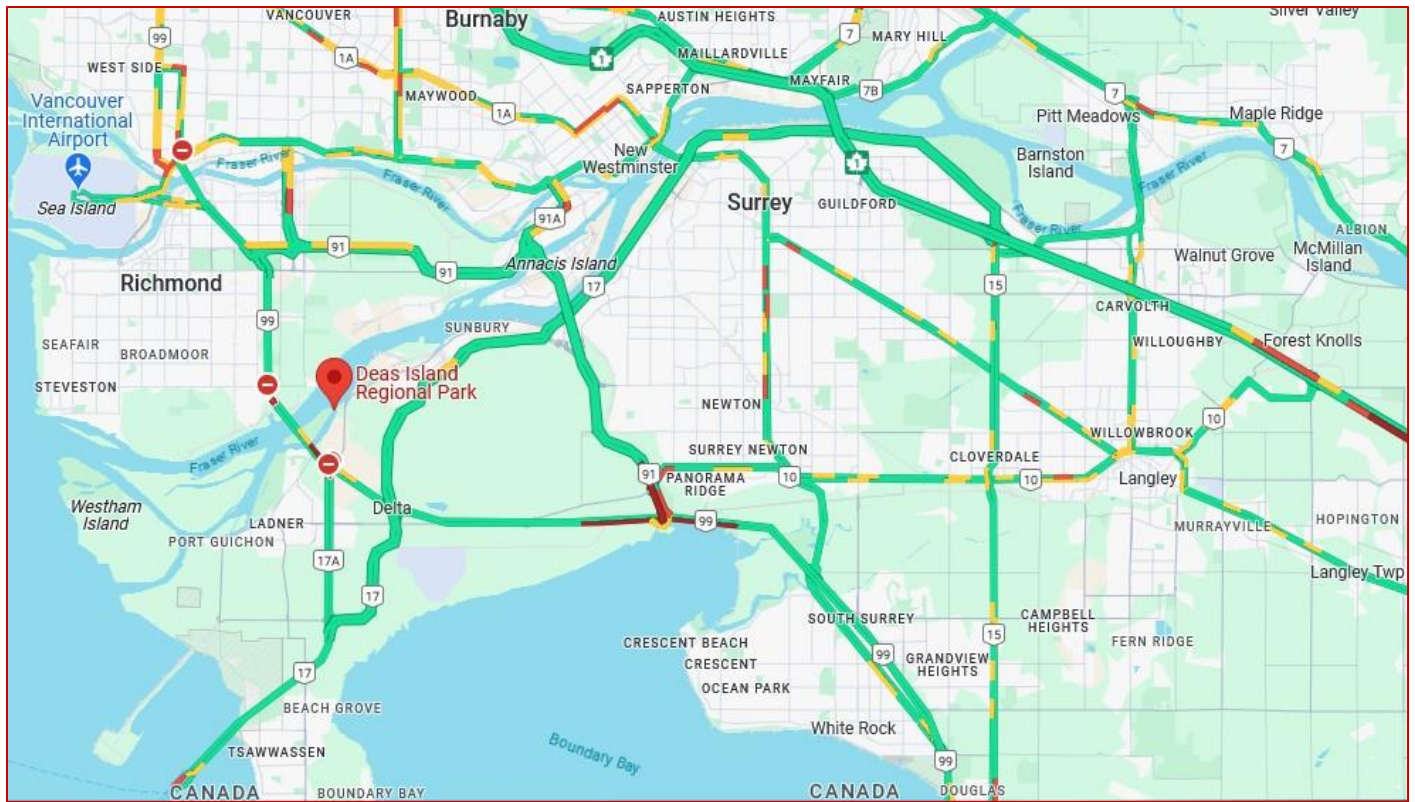 Burnaby
VANCOUVER
AUSTIN HEIGHTS
Silver Valley
99
7
MARY HILL
1A
1
MAILLARDVILLE
WEST SIDE
MAYFAIR
SAPPERTON
7B
7
MAYWOOD
Vancouver
International
Airport
1A
Pitt Meadows
Maple Ridge
New
Westminster
7
Fraser River
1
Barnston
Island
Fraser River
Fraser River
Sea Island
Surrey
GUILDFORD
91A
Fraser River
ALBION
91
Annacis Island
Walnut Grove
McMillan
Island
91
Richmond
17
15
CARVOLTH
99
SUNBURY
SEAFAIR
BROADMOOR
WILLOUGHBY
Forest Knolls
STEVESTON
Deas Island
Regional Park
NEWTON
10
WILLOWBROOK
Fraser River
SURREY NEWTON
CLOVERDALE
91
PANORAMA
RIDGE
10
10
Langley
Westham
Island
Delta
LADNER
99
MURRAYVILLE
HOPINGTON
PORT GUICHON
17A
Langley Twp
17
SOUTH SURREY
CAMPBELL
HEIGHTS
CRESCENT BEACH
15
FERN RIDGE
99
CRESCENT
GRANDVIEW
HEIGHTS
17
OCEAN PARK
BEACH GROVE
White Rock
TSAWWASSEN
Boundary Bay
99
CANADA
BOUNDARY BAY
CANADA
DOUGLAS